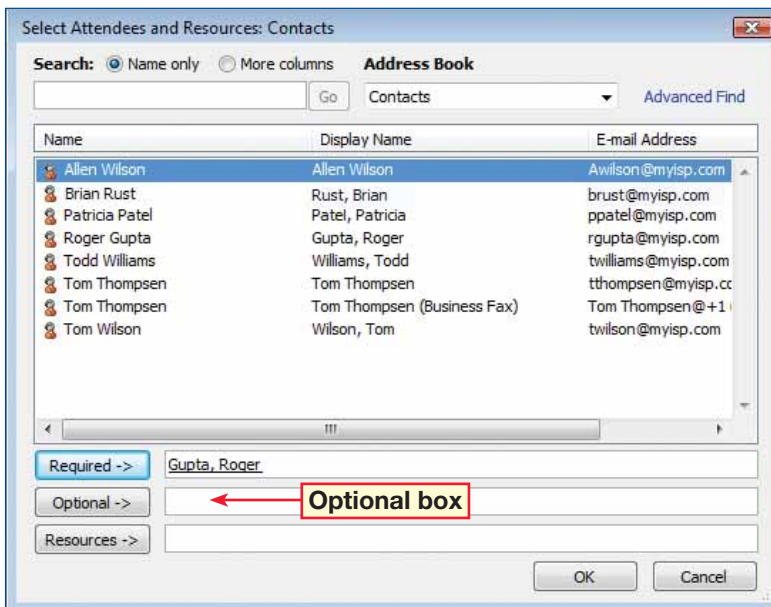 Select Attendees and Resources: Contacts
Search: Name only More columns Address Book
Go Contacts Advanced Find
Name Display Name E-mail Address
Allen Wilson Allen Wilson Awilson@myisp.com
Brian Rust Rust, Brian brust@myisp.com
Patricia Patel Patel, Patricia ppatel@myisp.com
Roger Gupta Gupta, Roger rgupta@myisp.com
Todd Williams Williams, Todd twilliams@myisp.com
Tom Thompsen Tom Thompsen tthompsen@myisp.cc
Tom Thompsen Tom Thompsen (Business Fax) Tom Thompsen@+1
Tom Wilson Wilson, Tom twilson@myisp.com
Required -> Gupta, Roger
Optional -> Optional box
Resources ->
OK Cancel